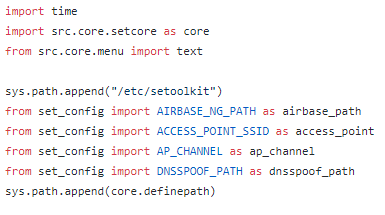 import time
import src.core.setcore as core
from src.core.menu import text
sys.path.append("/etc/setoolkit")
from set_config import AIRBASE_NG_PATH as airbase_path
from set_config import ACCESS_POINT_SSID as access_point
from set_config import AP_CHANNEL as ap_channel
from set_config import DNSSPOOF_PATH as dnsspoof_path
sys.path.append(core.definepath)